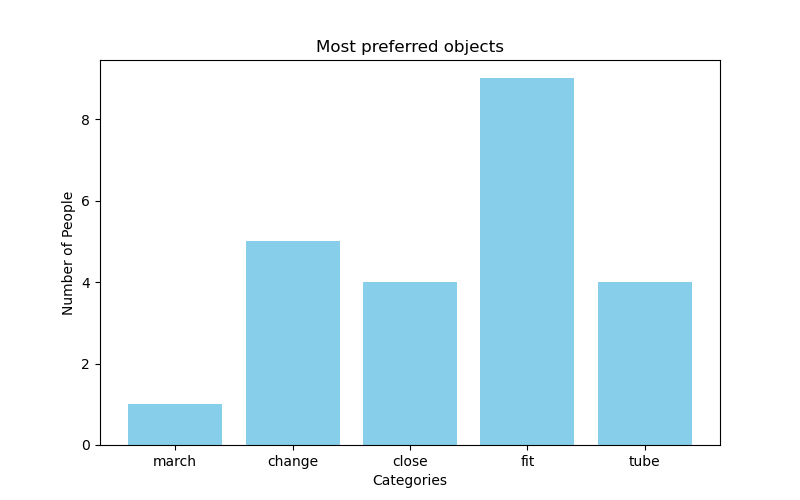 Most preferred objects
Number of People
8
6
4
2
0
march change close fit tube
Categories